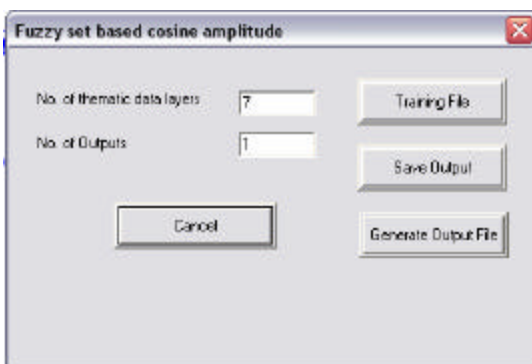 Fuzzy set based cosine amplitude
No. of thematic data layers
7
Training File
No. of Outputs
1
Save Output
Cancel
Generate Output File